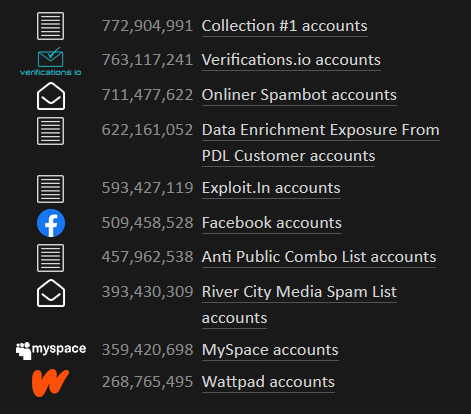 772,904,991 Collection #1 accounts
verifications io 763,117,241 Verifications.io accounts
711,477,622 Onliner Spambot accounts
622,161,052 Data Enrichment Exposure From
PDL Customer accounts
593,427,119 Exploit.In accounts
509,458,528 Facebook accounts
457,962,538 Anti Public Combo List accounts
393,430,309 River City Media Spam List
accounts
myspace 359,420,698 MySpace accounts
268,765,495 Wattpad accounts